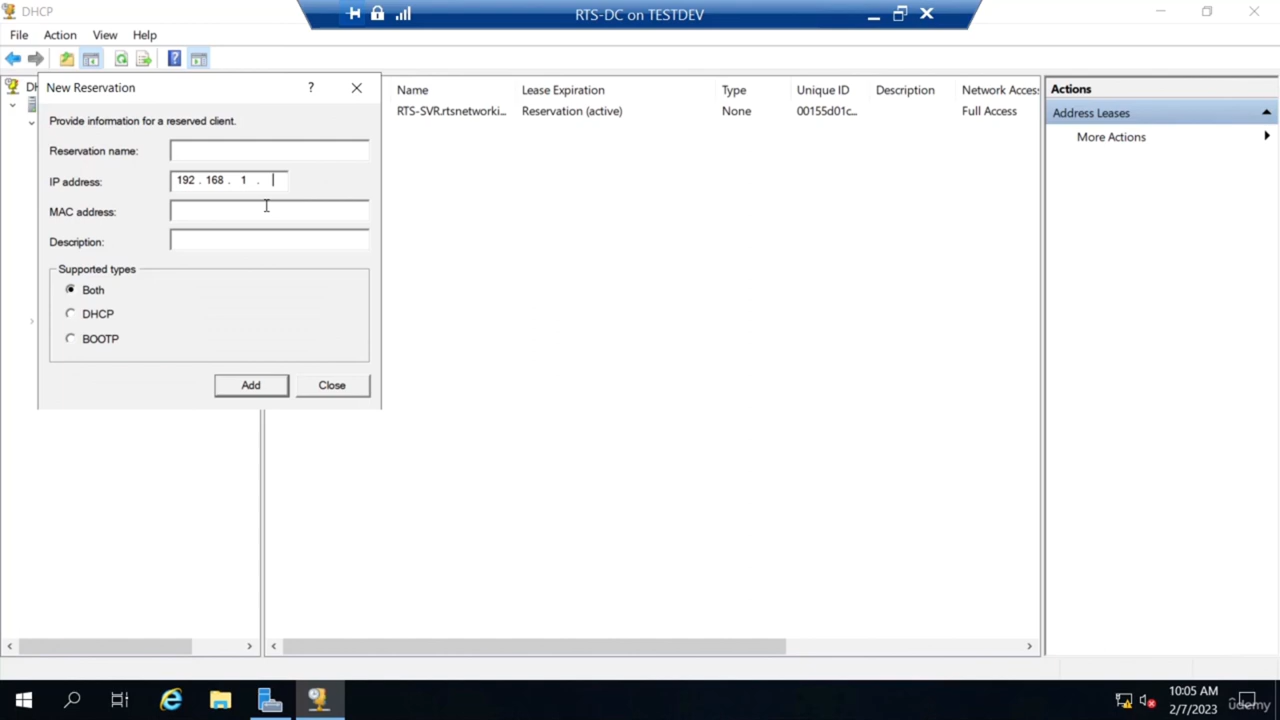 DHCP
RTS-DC on TESTDEV
File Action View Help
DH
New Reservation
?
Provide information for a reserved client.
Reservation name:
IP address: 192 . 168 . 1 .
MAC address:
Description:
Supported types
Both
DHCP
BOOTP
Add Close
Name Lease Expiration Type Unique ID Description Network Access
RTS-SVR.rtsnetworki... Reservation (active) None 00155d01c... Full Access
Actions
Address Leases
More Actions
10:05 AM
2/7/2023
udemy